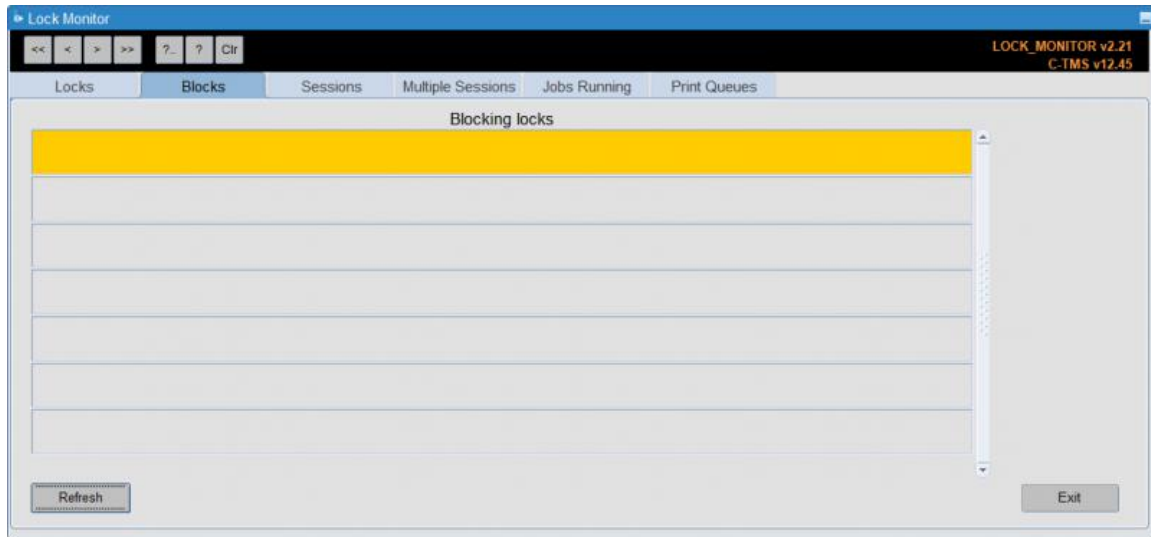 Lock Monitor
<< < > >> ?.. ? Clr
LOCK_MONITOR v2.21
C-TMS v12.45
Locks Blocks Sessions Multiple Sessions Jobs Running Print Queues
Blocking locks
Refresh Exit